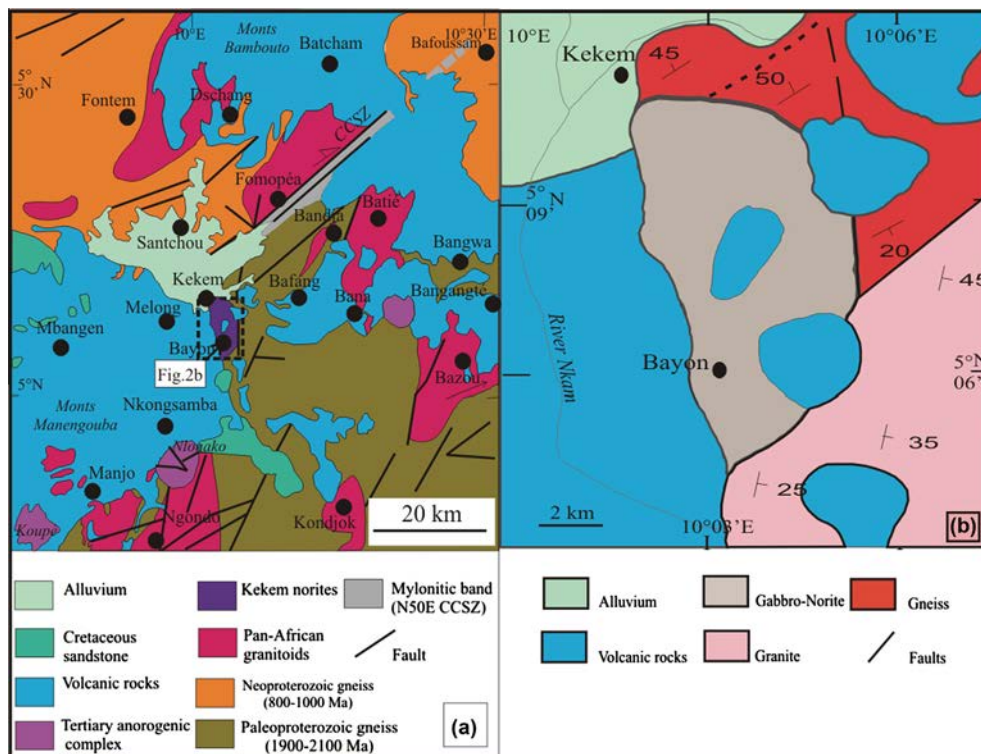 10°E
Monts
Bambouto
Batcham
10°30'
Bafoussam
5°
30'
Fontem
Dschang
CCSZ
Fomopéa
Bandja
Batié
Santchou
Bangwa
Kekem
Bafang
Bana
Bangangte
Melong
Mbangen
Bayon
Fig.2b
Bazou
5°N
Monts
Manengouba
Nkongsamba
Nlonako
Manjo
Koupe
Ngondo
Kondjok
20 km
10°E
10°06'E
Kekem
45
50
5°
N
09'
20
45
River Nkam
Bayon
5°N
06'
35
25
2 km
10°03'E
(b)
Alluvium
Kekem norites
Mylonitic band
(N50E CCSZ)
Cretaceous
sandstone
Pan-African
granitoids
Fault
Volcanic rocks
Neoproterozoic gneiss
(800-1000 Ma)
Tertiary anorogenic
complex
Paleoproterozoic gneiss
(1900-2100 Ma)
(a)
Alluvium
Gabbro-Norite
Gneiss
Volcanic rocks
Granite
Faults